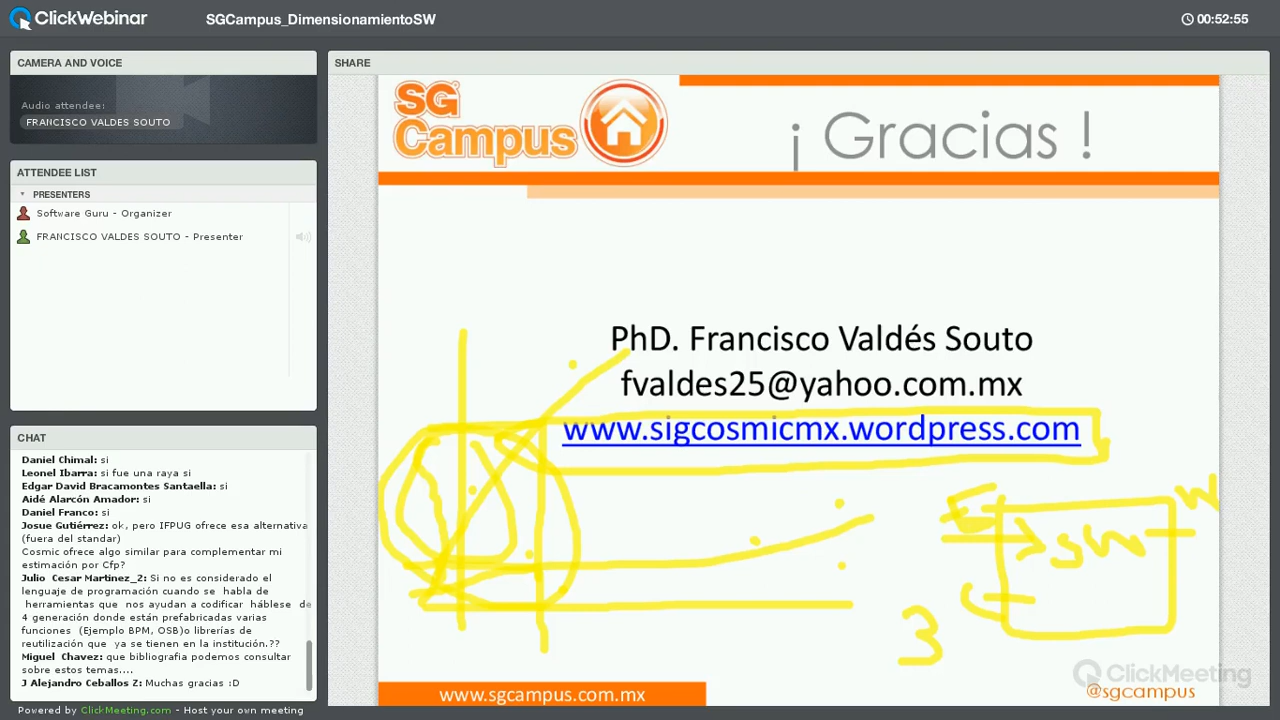 ClickWebinar
SGCampus_DimensionamientoSW
00:52:55
CAMERA AND VOICE
Audio attendee:
FRANCISCO VALDES SOUTO
ATTENDEE LIST
PRESENTERS
Software Guru - Organizer
FRANCISCO VALDES SOUTO - Presenter
CHAT
Daniel Chimal: si
Leonel Ibarra: si fue una raya si
Edgar David Bracamontes Santaella: si
Aidé Alarcón Amador: si
Daniel Franco: si
Josue Gutiérrez: ok, pero IFPUG ofrece esa alternativa
(fuera del standar)
Cosmic ofrece algo similar para complementar mi
estimación por Cfp?
Julio Cesar Martinez_2: Si no es considerado el
lenguaje de programación cuando se habla de
herramientas que nos ayudan a codificar háblese de
4 generación donde están prefabricadas varias
funciones (Ejemplo BPM, OSB)o librerías de
reutilización que ya se tienen en la institución.??
Miguel Chavez: que bibliografia podemos consultar
sobre estos temas....
J Alejandro Ceballos Z: Muchas gracias :D
Powered by ClickMeeting.com - Host your own meeting
SHARE
SG
Campus
¡ Gracias !
PhD. Francisco Valdés Souto
fvaldes25@yahoo.com.mx
www.sigcosmicmx.wordpress.com
E
W
SW
3
ClickMeeting
www.sgcampus.com.mx
@sgcampus